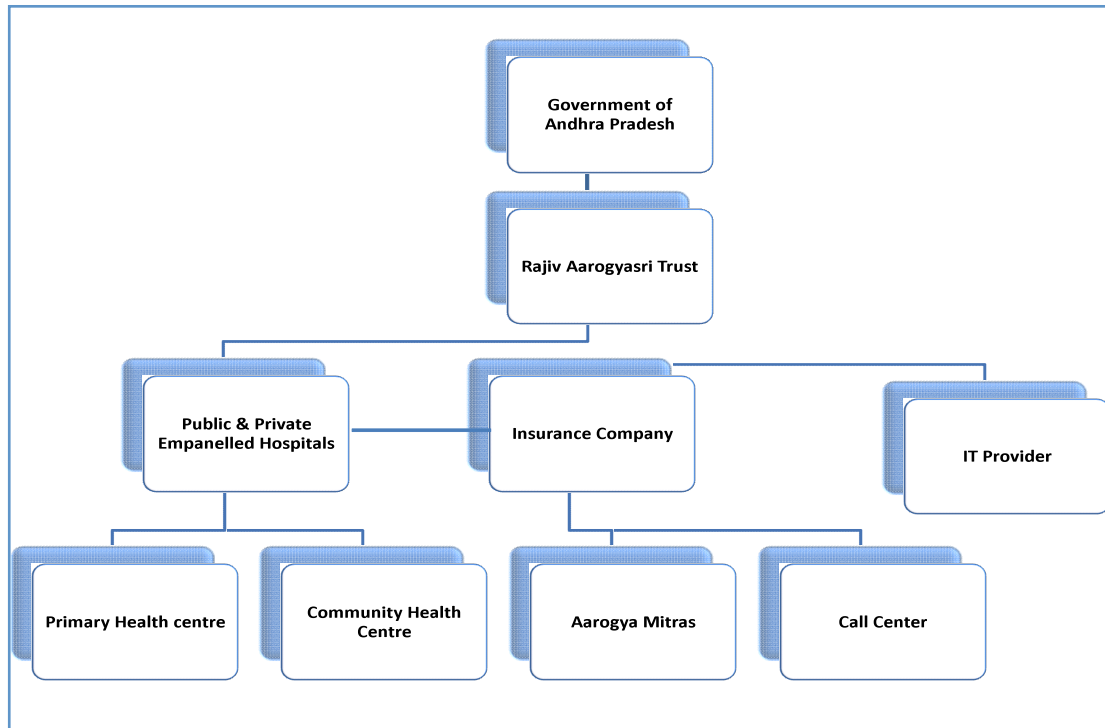 Government of
Andhra Pradesh
Rajiv Aarogyasri Trust
Public & Private
Empanelled Hospitals
Insurance Company
IT Provider
Primary Health centre
Community Health
Centre
Aarogya Mitras
Call Center